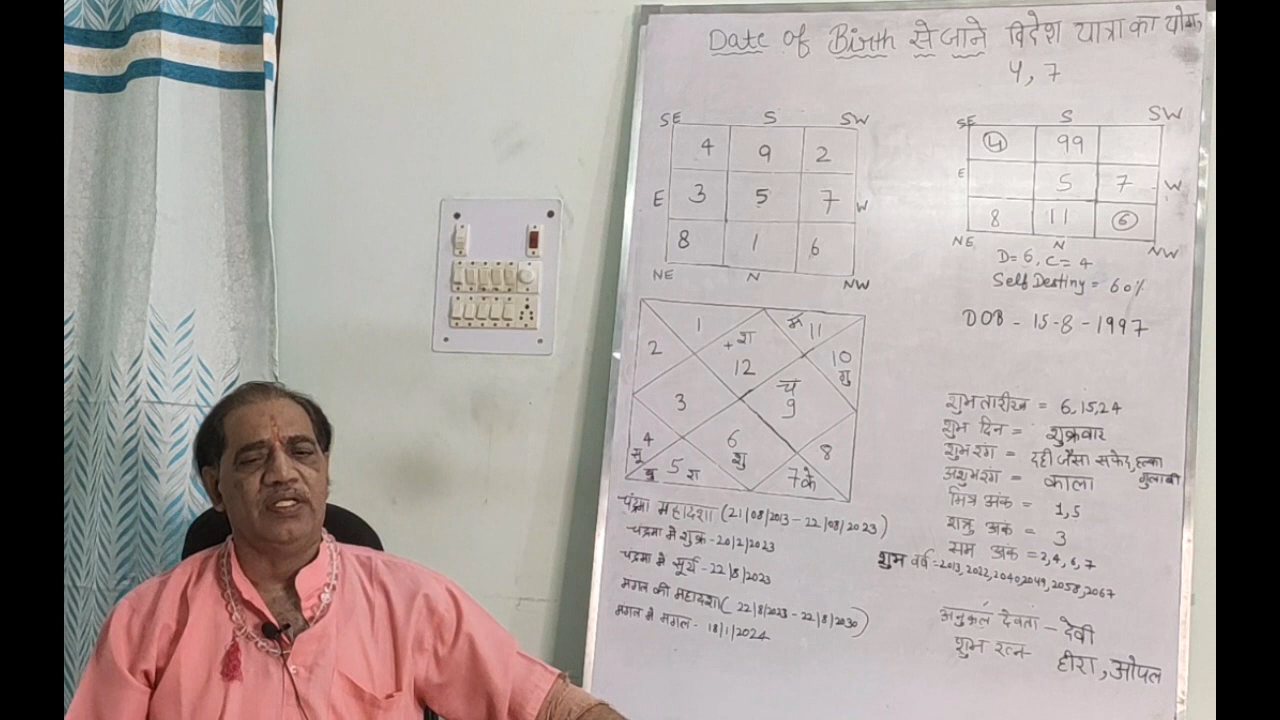 Date of Birth से जाने विदेश यात्रा का योग,
4, 7
SE S SW
4 9 2
E 3 5 7 W
8 1 6
NE N NW
SE S SW
4 99
E 5 7 W
8 11 6
NE N NW
D= 6, C= 4
Self Destiny = 60%
DOB - 15-8-1997
1
2
+ श
12
म 11
10
गु
3
च
9
4
सू
बु
5 रा
6
शु
7 के
8
चंद्रमा महादशा (21/08/2013 - 22/08/2023)
चंद्रमा मे शुक्र - 20/2/2023
चंद्रमा मे सूर्य - 22/8/2023
मंगल की महादशा (22/8/2023 - 22/8/2030)
मंगल मे मंगल - 18/1/2024
शुभ तारीख = 6, 15, 24
शुभ दिन = शुक्रवार
शुभ रंग = दही जैसा सफेद, हल्का गुलाबी
अशुभ रंग = काला
मित्र अंक = 1, 5
शत्रु अंक = 3
सम अंक = 2, 4, 6, 7
शुभ वर्ष - 2013, 2022, 2040, 2049, 2058, 2067
अनुकूल देवता - देवी
शुभ रत्न - हीरा, ओपल